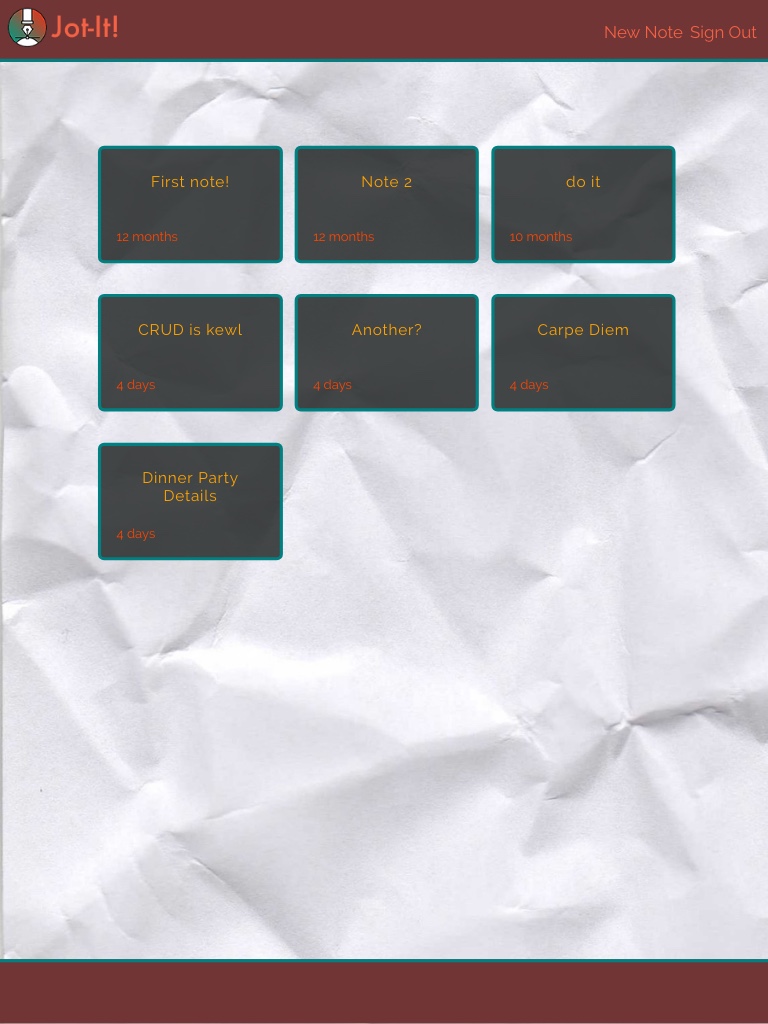 Jot-It!
New Note Sign Out
First note!
12 months
Note 2
12 months
do it
10 months
CRUD is kewl
4 days
Another?
4 days
Carpe Diem
4 days
Dinner Party
Details
4 days